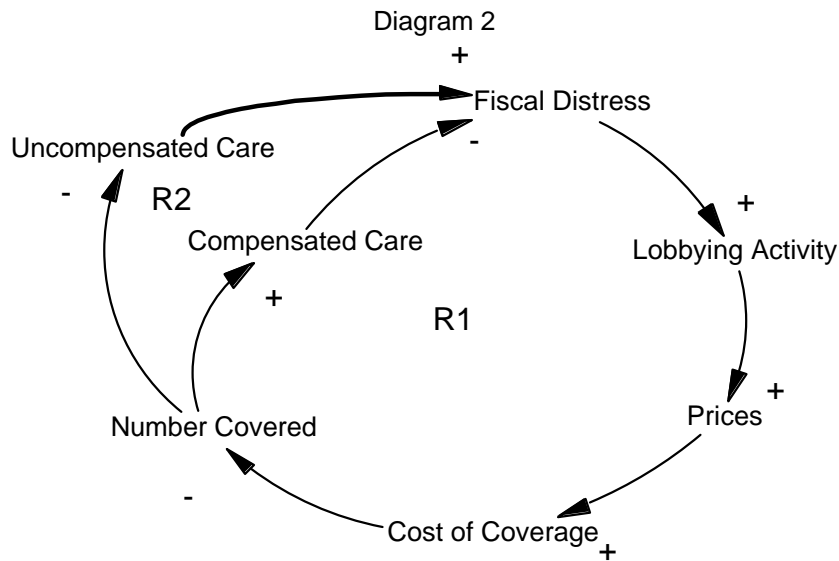 Diagram 2
+
Fiscal Distress
-
Uncompensated Care
-
R2
Compensated Care
+
+
Lobbying Activity
R1
+
Prices
Number Covered
-
Cost of Coverage
+